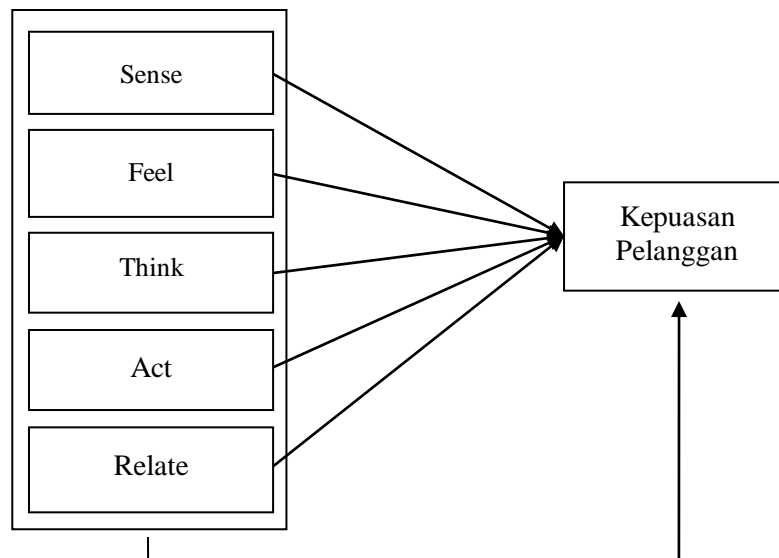 Sense
Feel
Think
Act
Relate
Kepuasan
Pelanggan